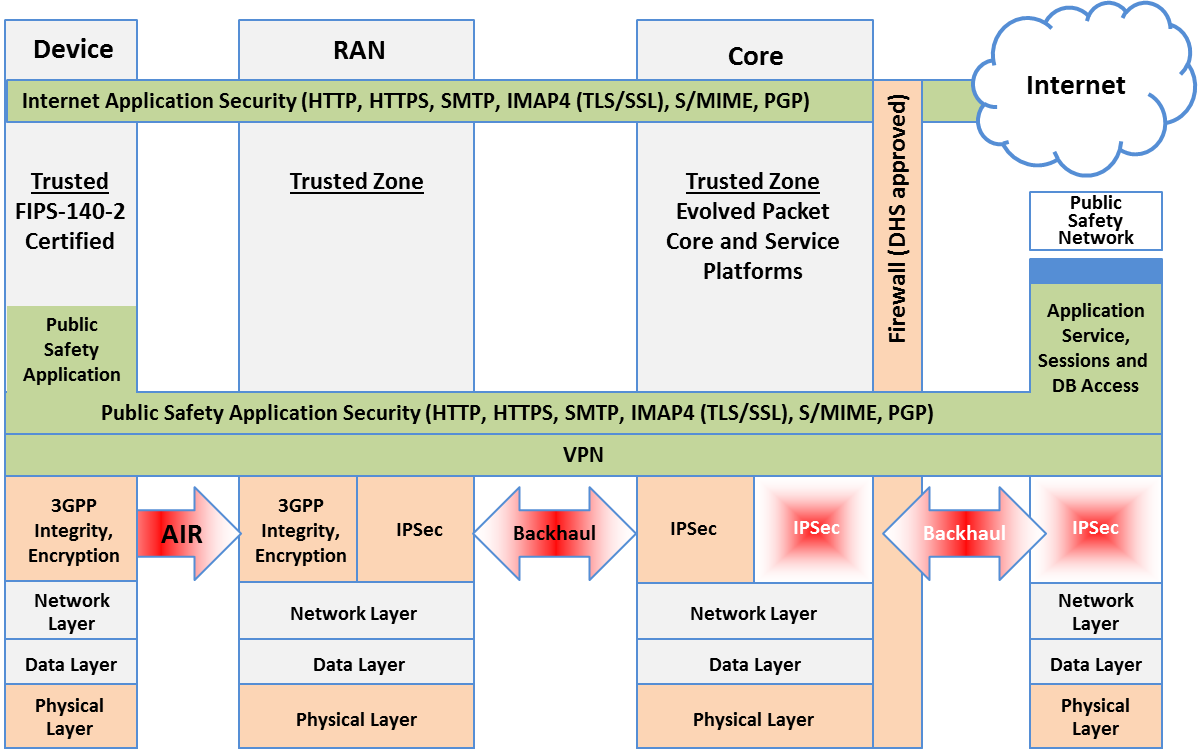 Device
RAN
Core
Internet
Internet Application Security (HTTP, HTTPS, SMTP, IMAP4 (TLS/SSL), S/MIME, PGP)
Trusted
FIPS-140-2
Certified
Trusted Zone
Trusted Zone
Evolved Packet
Core and Service
Platforms
Firewall (DHS approved)
Public
Safety
Network
Public
Safety
Application
Application
Service,
Sessions and
DB Access
Public Safety Application Security (HTTP, HTTPS, SMTP, IMAP4 (TLS/SSL), S/MIME, PGP)
VPN
3GPP
Integrity,
Encryption
AIR
3GPP
Integrity,
Encryption
IPSec
Backhaul
IPSec
IPSec
Backhaul
IPSec
Network
Layer
Network Layer
Network Layer
Network
Layer
Data Layer
Data Layer
Data Layer
Data Layer
Physical
Layer
Physical Layer
Physical Layer
Physical
Layer